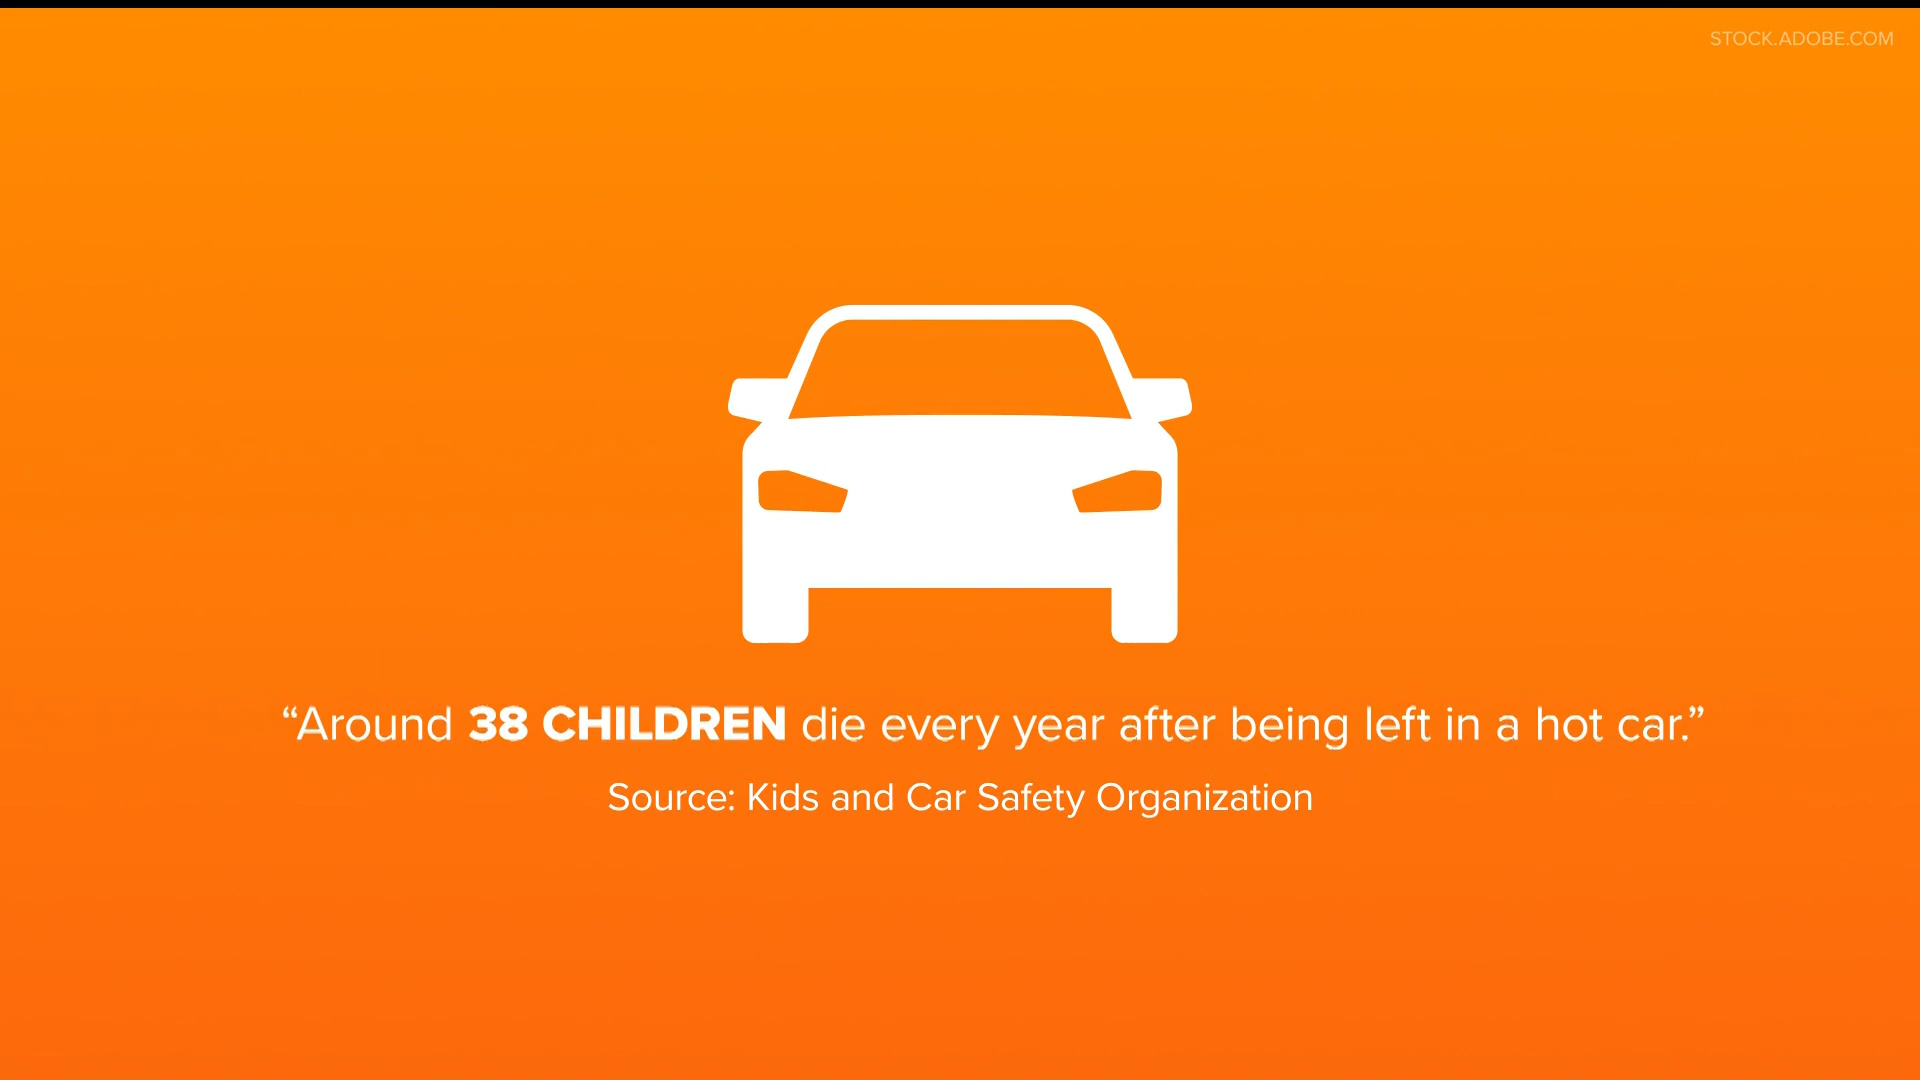 STOCK.ADOBE.COM
“Around 38 CHILDREN die every year after being left in a hot car.”
Source: Kids and Car Safety Organization